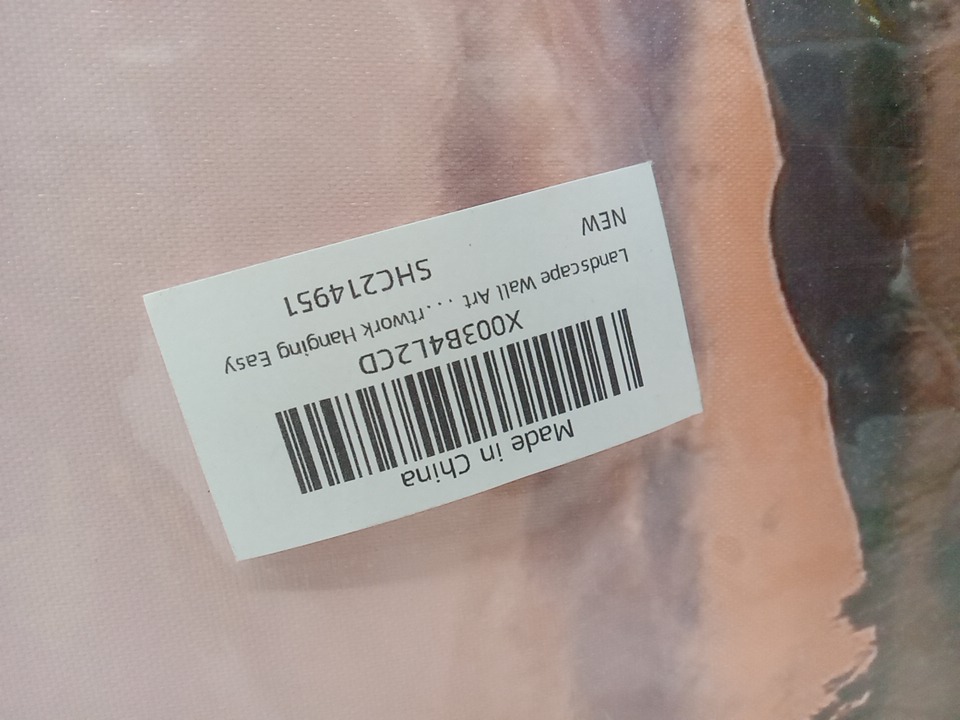 Made in China
X003B4L2CD
Landscape Wall Art ... .rtwork Hanging Easy
NEW
SHC214951